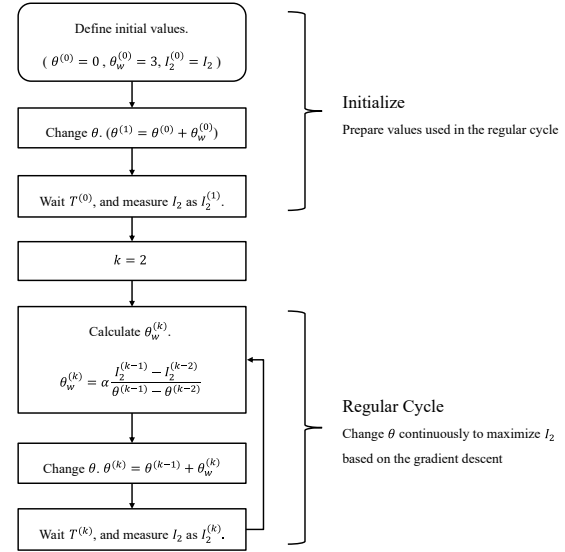 Define initial values.
( θ^(0) = 0 , θ_w^(0) = 3, I_2^(0) = I_2 )
Change θ. (θ^(1) = θ^(0) + θ_w^(0))
Wait T^(0), and measure I_2 as I_2^(1).
k = 2
Calculate θ_w^(k).
θ_w^(k) = α (I_2^(k−1) − I_2^(k−2)) / (θ^(k−1) − θ^(k−2))
Change θ. θ^(k) = θ^(k−1) + θ_w^(k)
Wait T^(k), and measure I_2 as I_2^(k).
Initialize
Prepare values used in the regular cycle
Regular Cycle
Change θ continuously to maximize I_2
based on the gradient descent